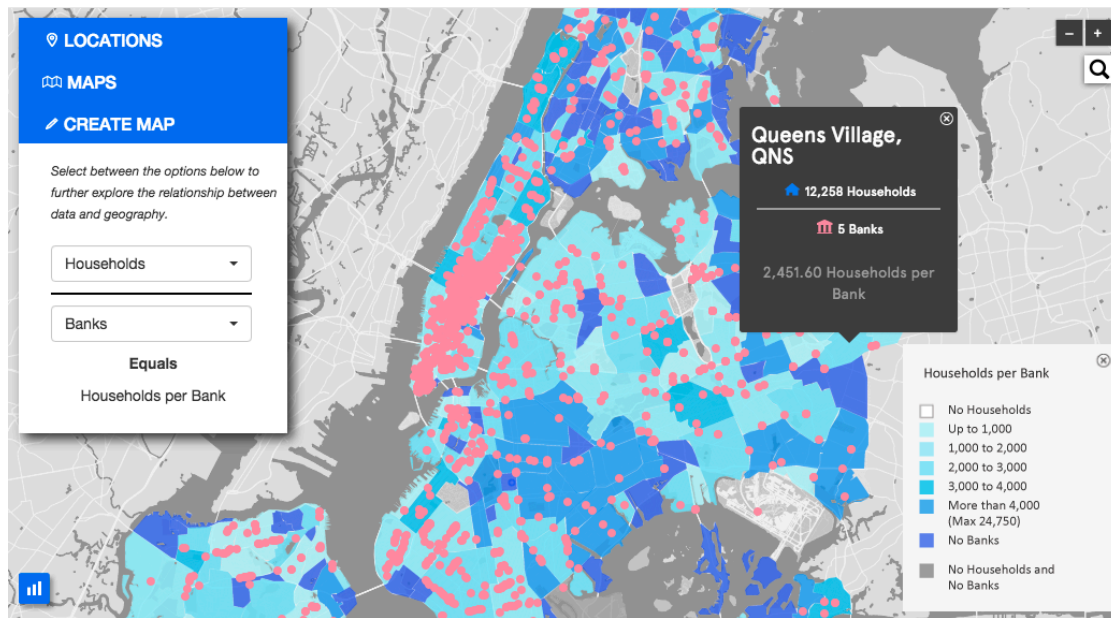 LOCATIONS
MAPS
CREATE MAP
Select between the options below to
further explore the relationship between
data and geography.
Households
Banks
Equals
Households per Bank
− +
Queens Village,
QNS
12,258 Households
5 Banks
2,451.60 Households per
Bank
Households per Bank
No Households
Up to 1,000
1,000 to 2,000
2,000 to 3,000
3,000 to 4,000
More than 4,000
(Max 24,750)
No Banks
No Households and
No Banks